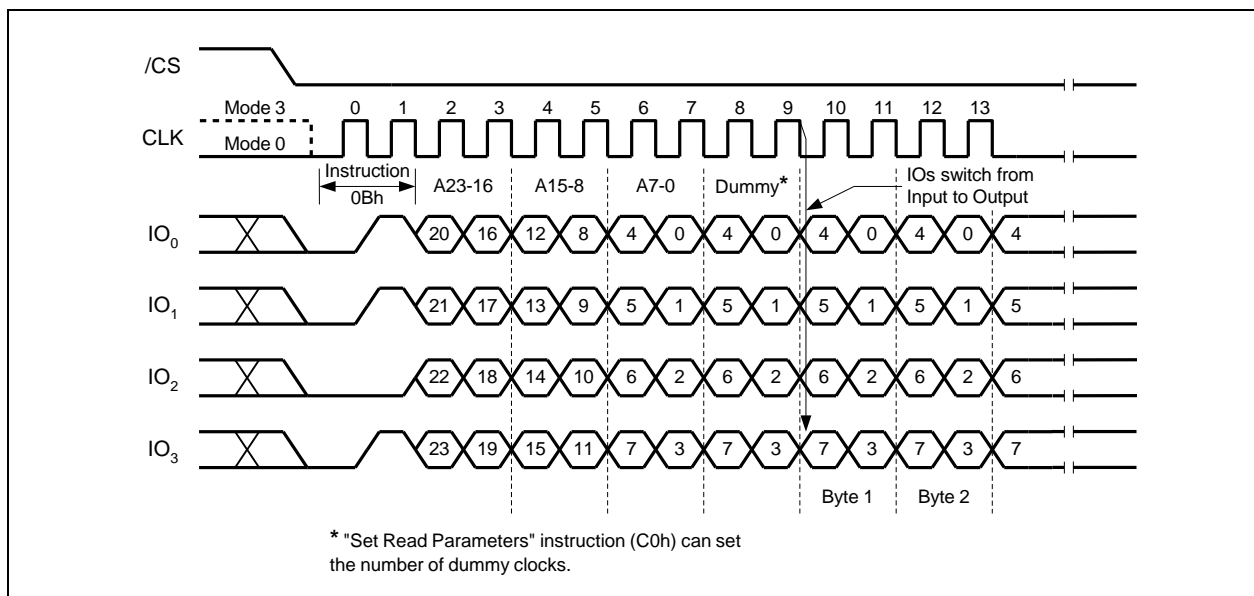 /CS
Mode 3 0 1 2 3 4 5 6 7 8 9 10 11 12 13
CLK
Mode 0
Instruction A23-16 A15-8 A7-0 Dummy* IOs switch from
0Bh Input to Output
IO0 20 16 12 8 4 0 4 0 4 0 4 0 4
IO1 21 17 13 9 5 1 5 1 5 1 5 1 5
IO2 22 18 14 10 6 2 6 2 6 2 6 2 6
IO3 23 19 15 11 7 3 7 3 7 3 7 3 7
Byte 1 Byte 2
* "Set Read Parameters" instruction (C0h) can set
the number of dummy clocks.